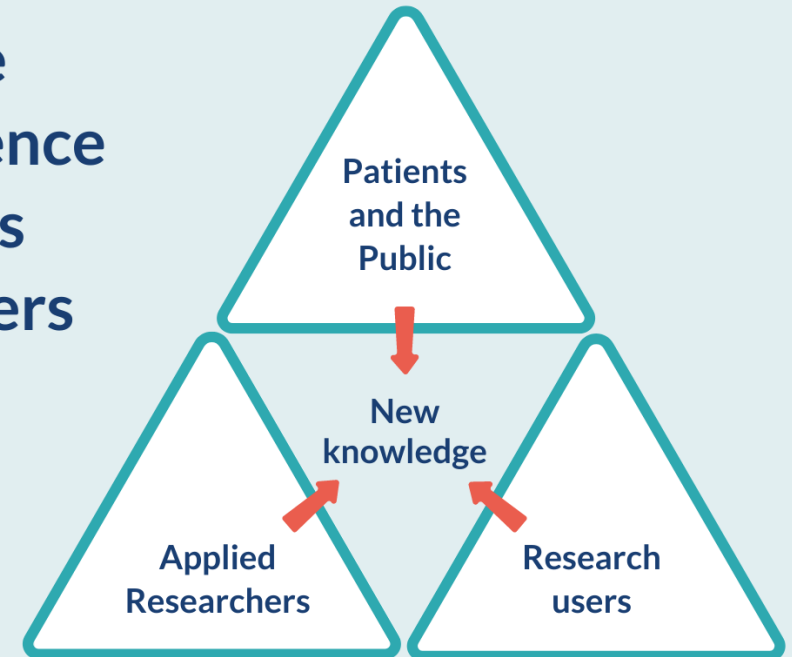 Patients
and the
Public
New
knowledge
Applied
Researchers
Research
users